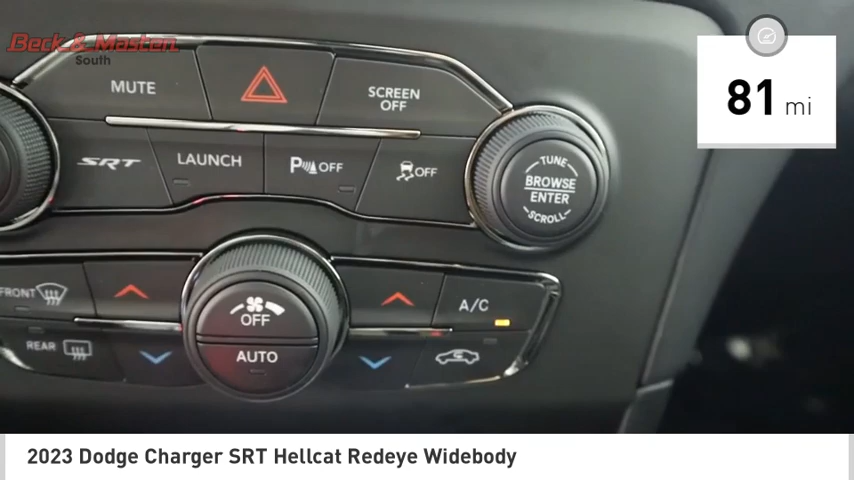 Beck & Masten
South
MUTE
SCREEN
OFF
81 mi
SRT
LAUNCH
P OFF
OFF
TUNE
BROWSE
ENTER
SCROLL
FRONT
OFF
A/C
REAR
AUTO
2023 Dodge Charger SRT Hellcat Redeye Widebody